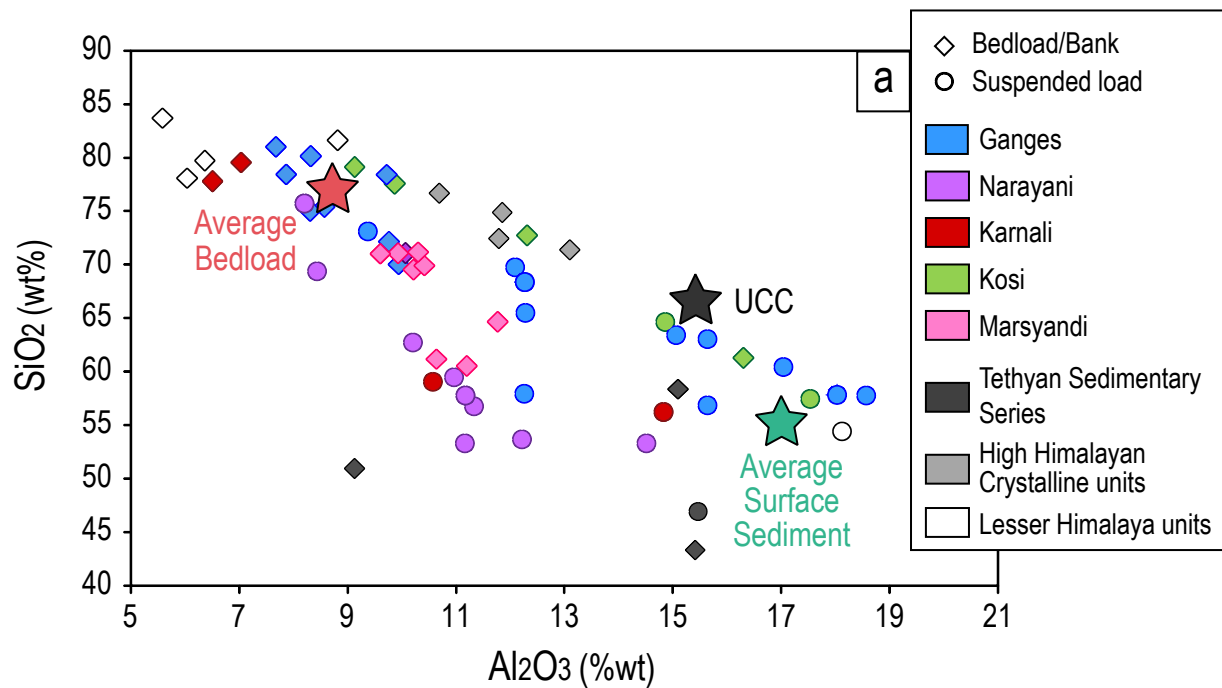 a
SiO2 (wt%)
90
85
80
75
70
65
60
55
50
45
40
5
7
9
11
13
15
17
19
21
Al2O3 (%wt)
Average
Bedload
UCC
Average
Surface
Sediment
Bedload/Bank
Suspended load
Ganges
Narayani
Karnali
Kosi
Marsyandi
Tethyan Sedimentary
Series
High Himalayan
Crystalline units
Lesser Himalaya units